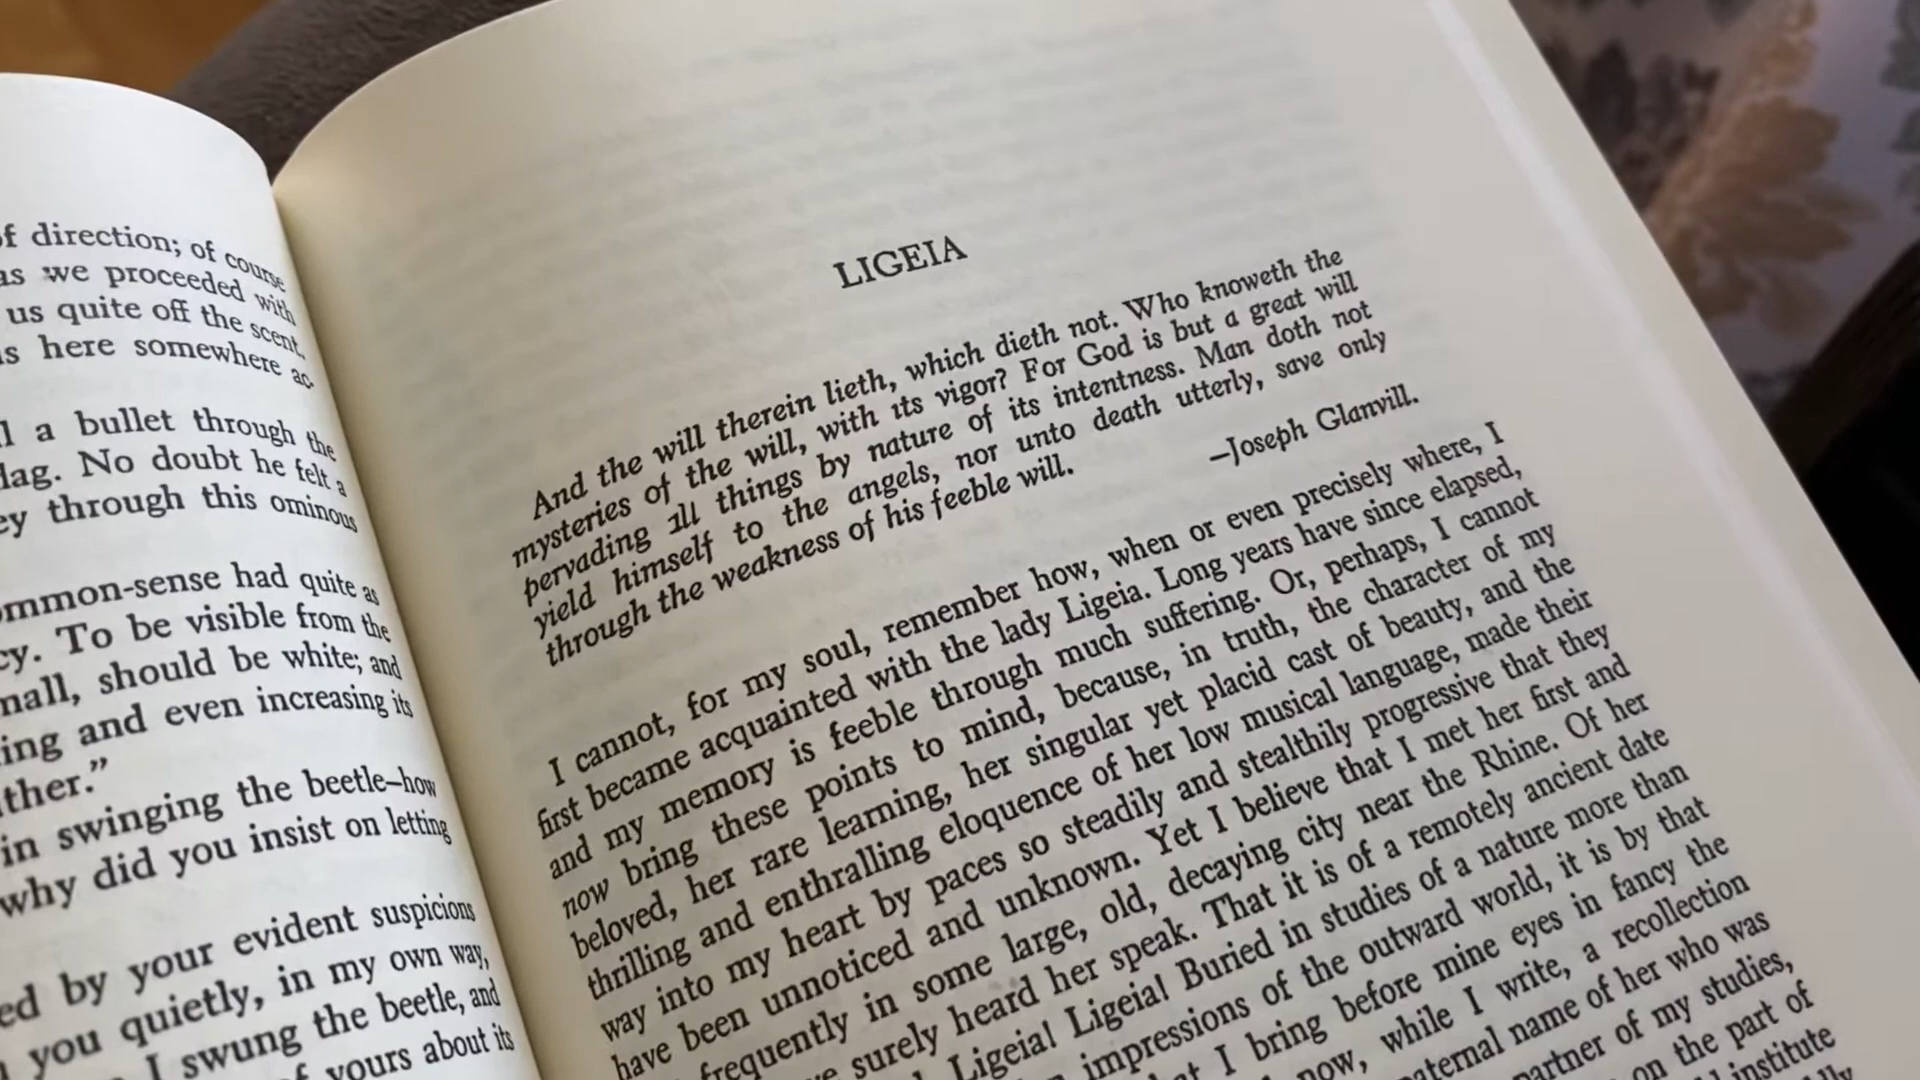 f direction; of course
as we proceeded with
us quite off the scent.
s here somewhere ac-
l a bullet through the
lag. No doubt he felt a
ey through this ominous
mmon-sense had quite as
cy. To be visible from the
mall, should be white; and
ing and even increasing its
ther.”
in swinging the beetle—how
why did you insist on letting
ed by your evident suspicions
you quietly, in my own way,
I swung the beetle, and
of yours about its
LIGEIA
And the will therein lieth, which dieth not. Who knoweth the
mysteries of the will, with its vigor? For God is but a great will
pervading all things by nature of its intentness. Man doth not
yield himself to the angels, nor unto death utterly, save only
through the weakness of his feeble will.
—Joseph Glanvill.
I cannot, for my soul, remember how, when or even precisely where, I
first became acquainted with the lady Ligeia. Long years have since elapsed,
and my memory is feeble through much suffering. Or, perhaps, I cannot
now bring these points to mind, because, in truth, the character of my
beloved, her rare learning, her singular yet placid cast of beauty, and the
thrilling and enthralling eloquence of her low musical language, made their
way into my heart by paces so steadily and stealthily progressive that they
have been unnoticed and unknown. Yet I believe that I met her first and
frequently in some large, old, decaying city near the Rhine. Of her
surely heard her speak. That it is of a remotely ancient date
Ligeia! Ligeia! Buried in studies of a nature more than
impressions of the outward world, it is by that
I bring before mine eyes in fancy the
now, while I write, a recollection
paternal name of her who was
partner of my studies,
on the part of
institute